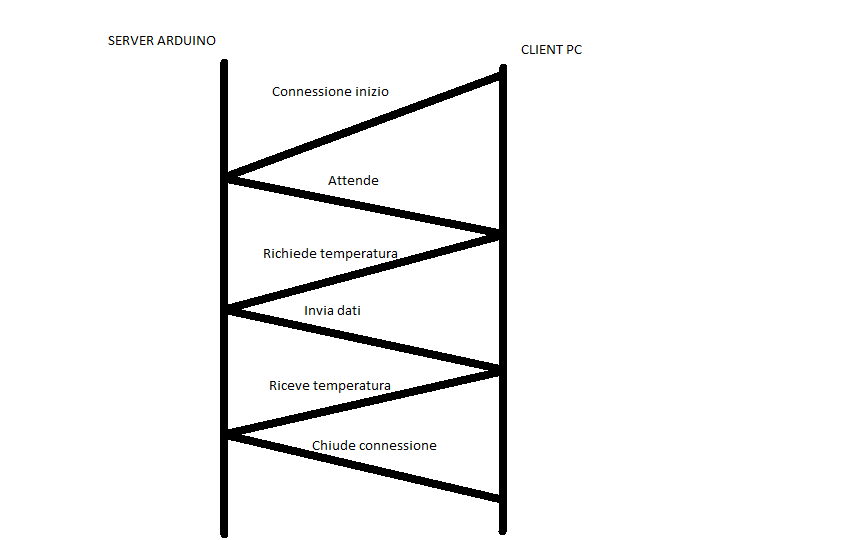 SERVER ARDUINO
CLIENT PC
Connessione inizio
Attende
Richiede temperatura
Invia dati
Riceve temperatura
Chiude connessione